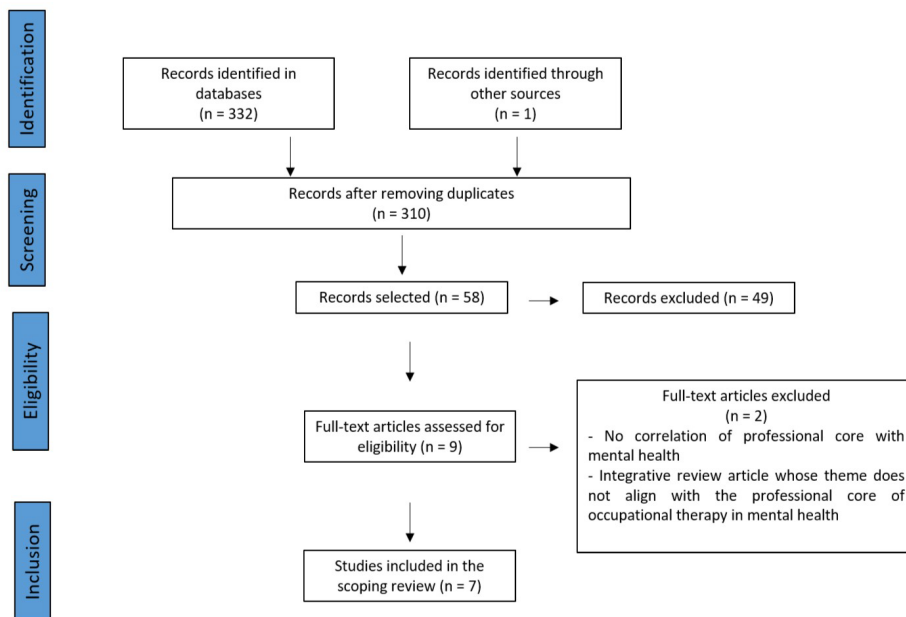 Identification
Records identified in
databases
(n = 332)
Records identified through
other sources
(n = 1)
Screening
Records after removing duplicates
(n = 310)
Records selected (n = 58)
Records excluded (n = 49)
Eligibility
Full-text articles assessed for
eligibility (n = 9)
Full-text articles excluded
(n = 2)
- No correlation of professional core with
mental health
- Integrative review article whose theme does
not align with the professional core of
occupational therapy in mental health
Inclusion
Studies included in the
scoping review (n = 7)